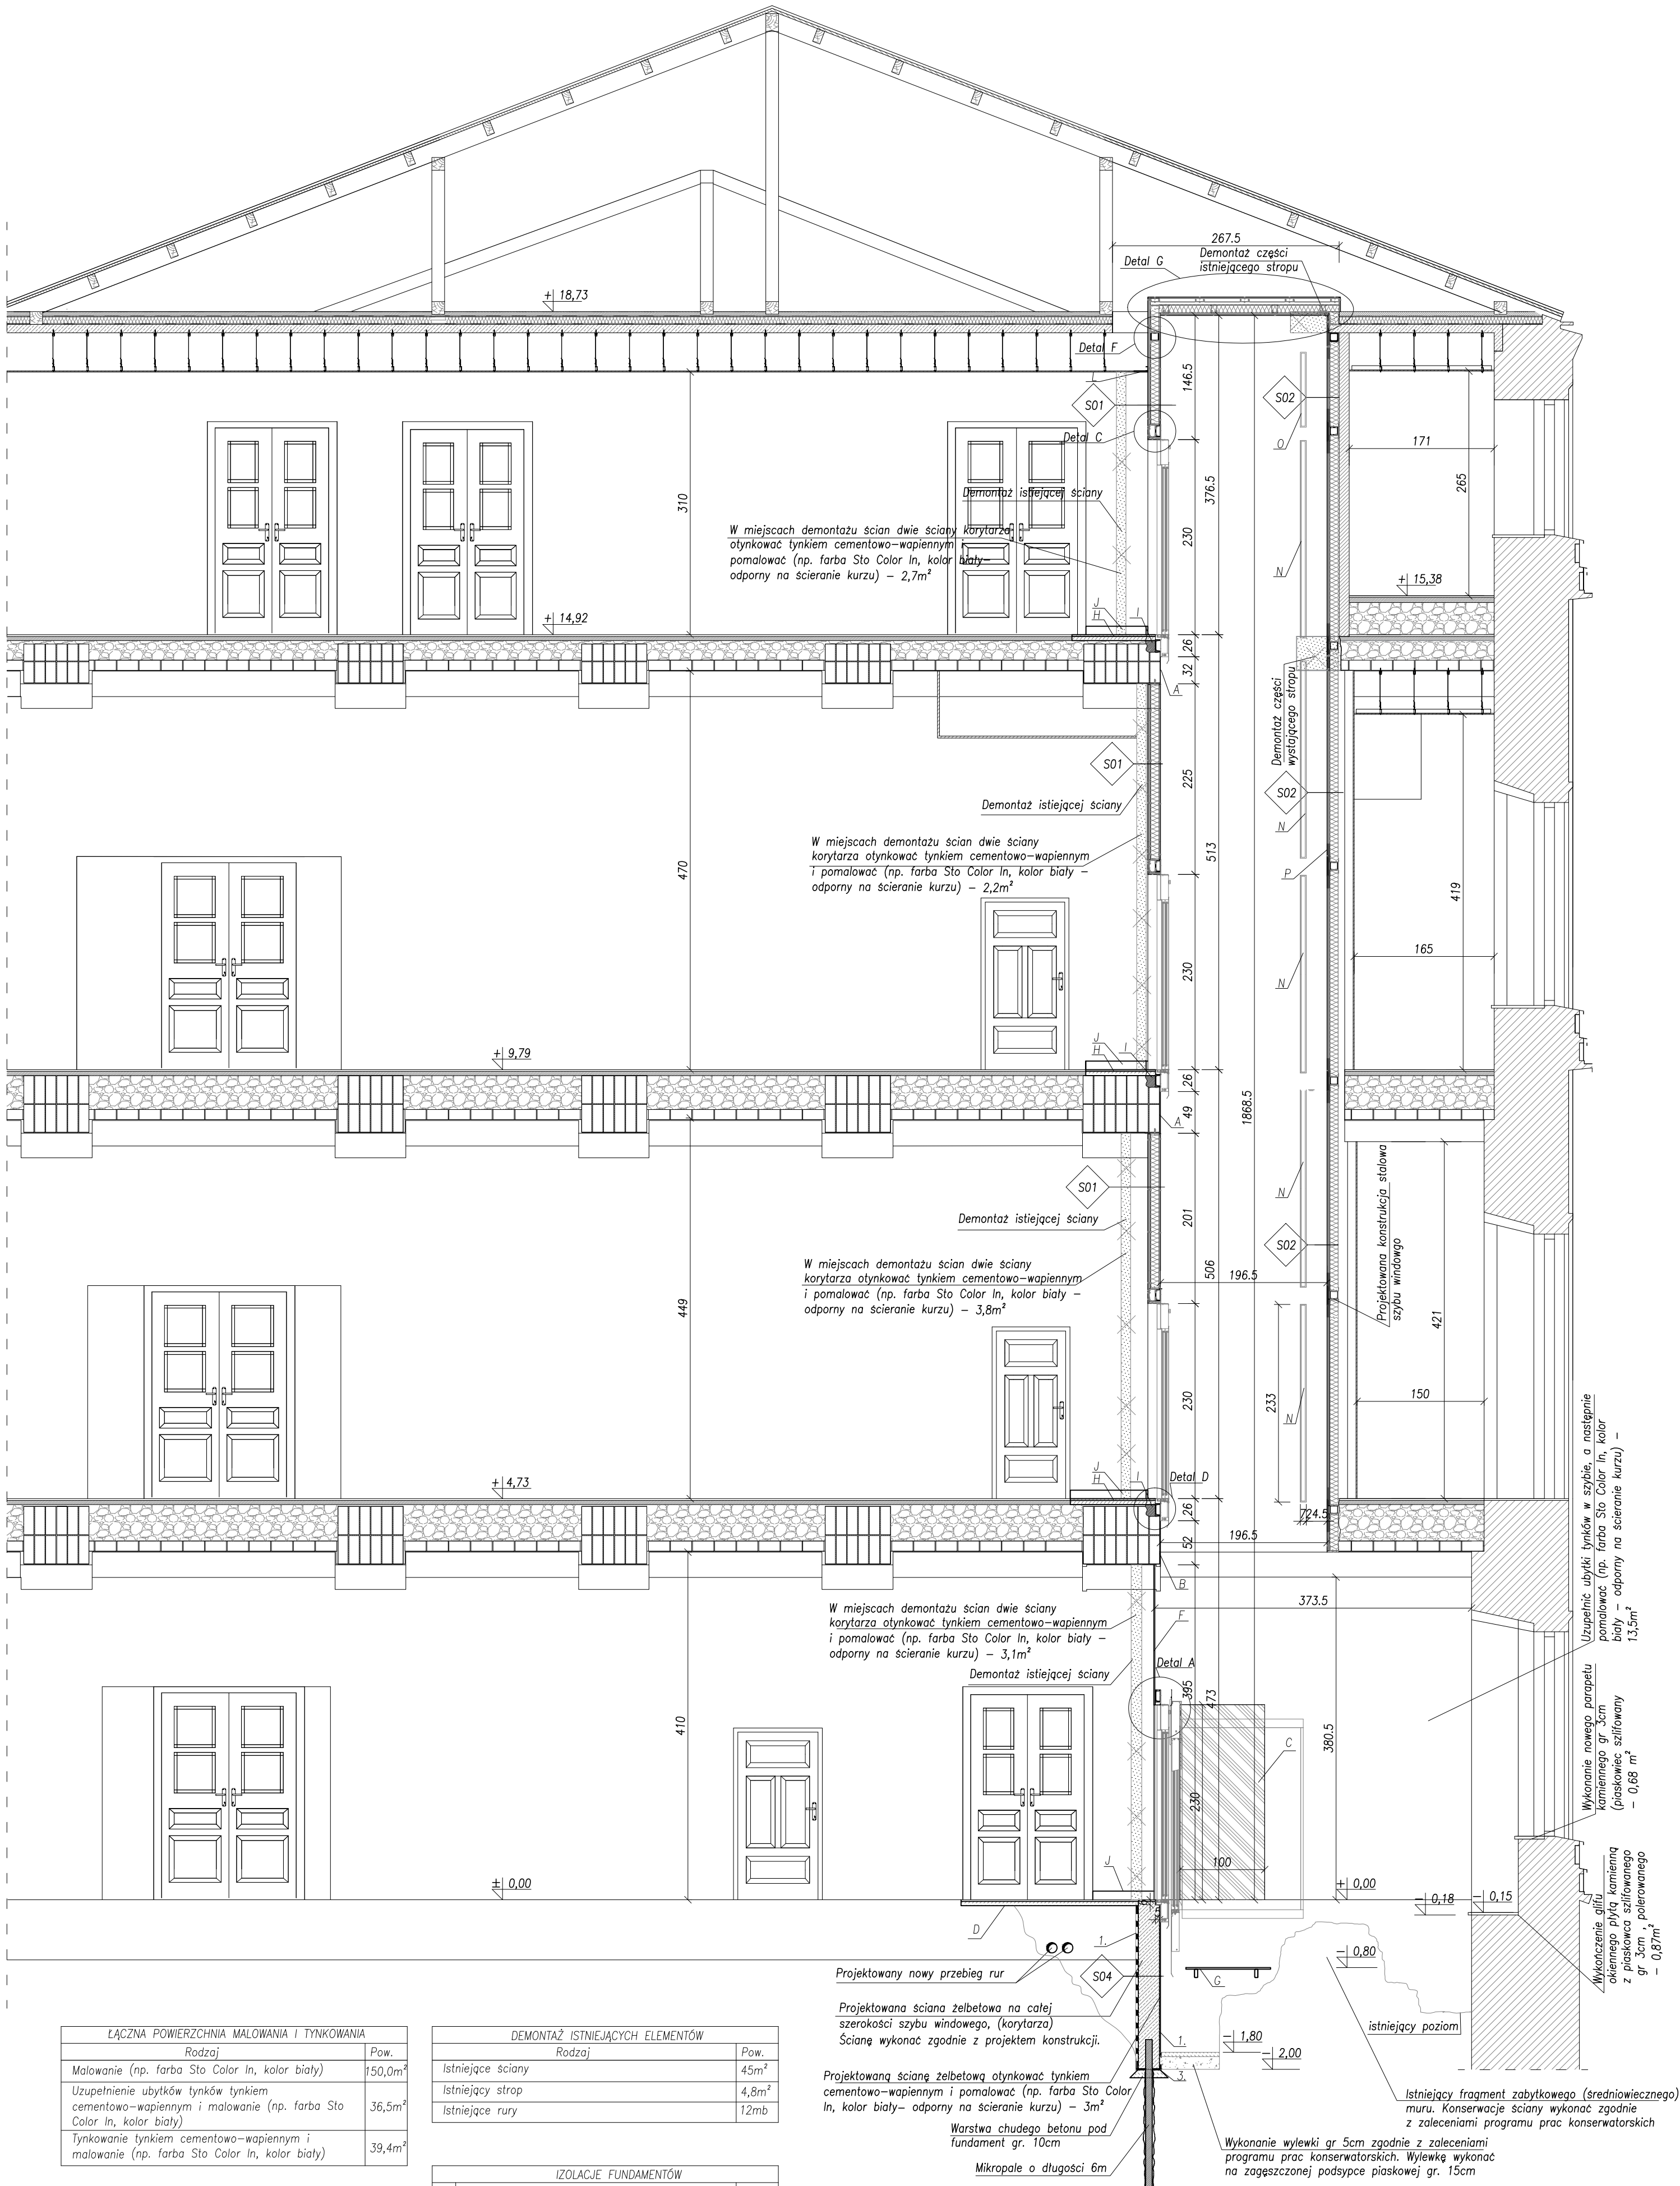 267.5
Demontaż części
istniejącego stropu
Detal G
+ 18,73
Detal F
L
146.5
S01
S02
Detal C
O
171
265
310
376.5
Demontaż istiejącej ściany
W miejscach demontażu ścian dwie ściany korytarza
otynkować tynkiem cementowo-wapiennym i
pomalować (np. farba Sto Color In, kolor biały-
odporny na ścieranie kurzu) - 2,7m²
230
N
+ 15,38
J
H
I
+ 14,92
26
32
A
Demontaż części
wystającego stropu
S01
225
S02
Demontaż istiejącej ściany
N
W miejscach demontażu ścian dwie ściany
korytarza otynkować tynkiem cementowo-wapiennym
i pomalować (np. farba Sto Color In, kolor biały -
odporny na ścieranie kurzu) - 2,2m²
470
513
P
419
165
230
N
J
H
I
+ 9,79
26
49
A
1868.5
449
S01
N
Projektowana konstrukcja stalowa
szybu windowgo
Demontaż istiejącej ściany
201
S02
W miejscach demontażu ścian dwie ściany
korytarza otynkować tynkiem cementowo-wapiennym
i pomalować (np. farba Sto Color In, kolor biały -
odporny na ścieranie kurzu) - 3,8m²
506
196.5
421
230
233
150
N
J
H
I
Detal D
+ 4,73
26
724.5
52
196.5
B
373.5
W miejscach demontażu ścian dwie ściany
korytarza otynkować tynkiem cementowo-wapiennym
i pomalować (np. farba Sto Color In, kolor biały -
odporny na ścieranie kurzu) - 3,1m²
F
Demontaż istiejącej ściany
Detal A
395
473
410
380.5
C
230
100
J
± 0,00
+ 0,00
- 0,18
- 0,15
D
1.
- 0,80
Projektowany nowy przebieg rur
S04
G
Projektowana ściana żelbetowa na całej
szerokości szybu windowego, (korytarza)
Ścianę wykonać zgodnie z projektem konstrukcji.
istniejący poziom
1.
- 1,80
- 2,00
3.
Projektowaną ścianę żelbetową otynkować tynkiem
cementowo-wapiennym i pomalować (np. farba Sto Color
In, kolor biały- odporny na ścieranie kurzu) - 3m²
Warstwa chudego betonu pod
fundament gr. 10cm
Mikropale o długości 6m
Istniejący fragment zabytkowego (średniowiecznego)
muru. Konserwacje ściany wykonać zgodnie
z zaleceniami programu prac konserwatorskich
Wykonanie wylewki gr 5cm zgodnie z zaleceniami
programu prac konserwatorskich. Wylewkę wykonać
na zagęszczonej podsypce piaskowej gr. 15cm
Uzupełnić ubytki tynków w szybie, a następnie
pomalować (np. farba Sto Color In, kolor
biały - odporny na ścieranie kurzu) -
13,5m²
Wykonanie nowego parapetu
kamiennego gr 3cm
(piaskowiec szlifowany
- 0,68 m²
Wykończenie glifu
okiennego płytą kamienną
z piaskowca szlifowanego
gr 3cm , polerowanego
- 0,87m²
ŁĄCZNA POWIERZCHNIA MALOWANIA I TYNKOWANIA
Rodzaj Pow.
Malowanie (np. farba Sto Color In, kolor biały) 150,0m²
Uzupełnienie ubytków tynków tynkiem
cementowo-wapiennym i malowanie (np. farba Sto
Color In, kolor biały) 36,5m²
Tynkowanie tynkiem cementowo-wapiennym i
malowanie (np. farba Sto Color In, kolor biały) 39,4m²
DEMONTAŻ ISTNIEJĄCYCH ELEMENTÓW
Rodzaj Pow.
Istniejące ściany 45m²
Istniejący strop 4,8m²
Istniejące rury 12mb
IZOLACJE FUNDAMENTÓW